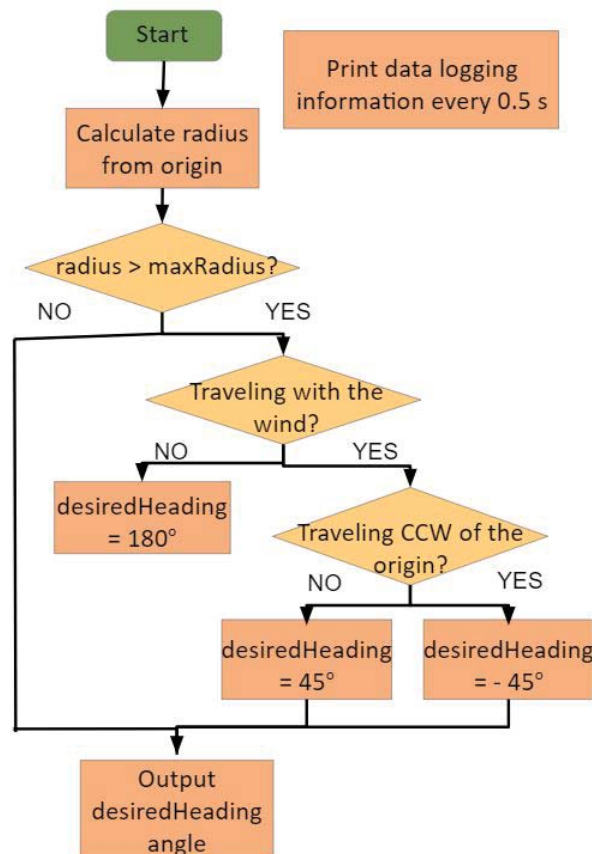 Start
Print data logging
information every 0.5 s
Calculate radius
from origin
radius > maxRadius?
NO
YES
Traveling with the
wind?
NO
YES
desiredHeading
= 180°
Traveling CCW of the
origin?
NO
YES
desiredHeading
= 45°
desiredHeading
= - 45°
Output
desiredHeading
angle